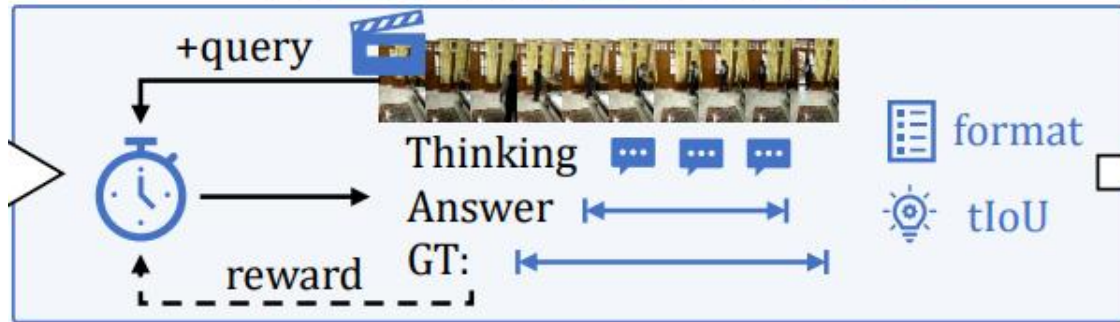 +query
Thinking
Answer
GT:
reward
format
tIoU